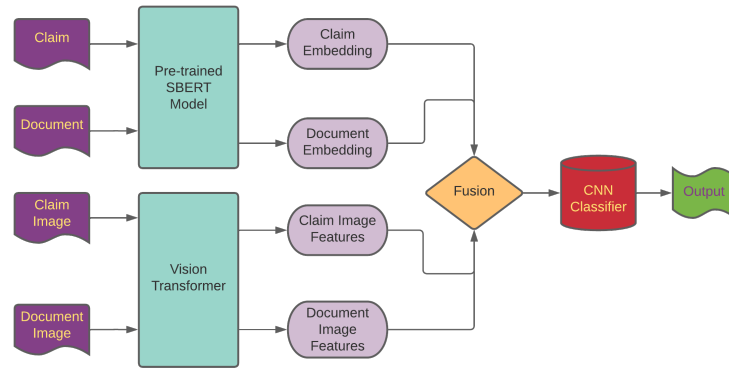 Claim
Document
Pre-trained
SBERT
Model
Claim
Embedding
Document
Embedding
Claim
Image
Document
Image
Vision
Transformer
Claim Image
Features
Document
Image
Features
Fusion
CNN
Classifier
Output